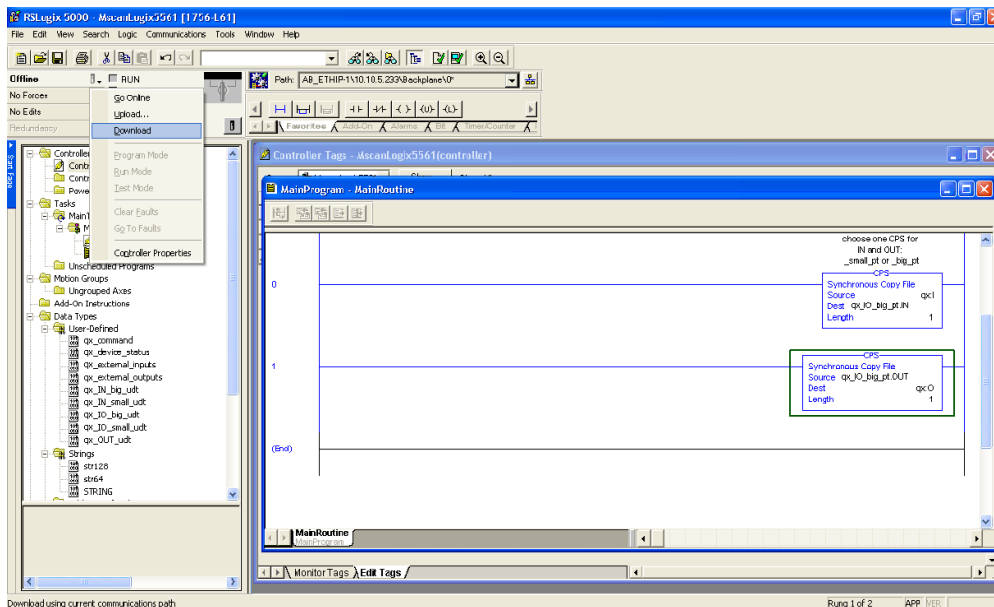 RSLogix 5000 - MscanLogix5561 [1756-L61]
File Edit View Search Logic Communications Tools Window Help
Offline RUN
No Forces
No Edits
Redundancy
Path: AB_ETHIP-1\10.10.5.233\Backplane\0*
Favorites Add-On Alarms Bit Timer/Counter
Go Online
Upload...
Download
Program Mode
Run Mode
Test Mode
Clear Faults
Go To Faults
Controller Properties
Start Page
Controller
Contr
Contr
Powe
Tasks
MainT
M
Unscheduled Programs
Motion Groups
Ungrouped Axes
Add-On Instructions
Data Types
User-Defined
qx_command
qx_device_status
qx_external_inputs
qx_external_outputs
qx_IN_big_udt
qx_IN_small_udt
qx_IO_big_udt
qx_IO_small_udt
qx_OUT_udt
Strings
str128
str64
STRING
Controller Tags - MscanLogix5561(controller)
MainProgram - MainRoutine
choose one CPS for
IN and OUT:
_small_pt or _big_pt
0
CPS
Synchronous Copy File
Source qx:I
Dest qx_IO_big_pt.IN
Length 1
1
CPS
Synchronous Copy File
Source qx_IO_big_pt.OUT
Dest qx:O
Length 1
(End)
MainRoutine
MainProgram
Monitor Tags Edit Tags
Download using current communications path
Rung 1 of 2 APP VER